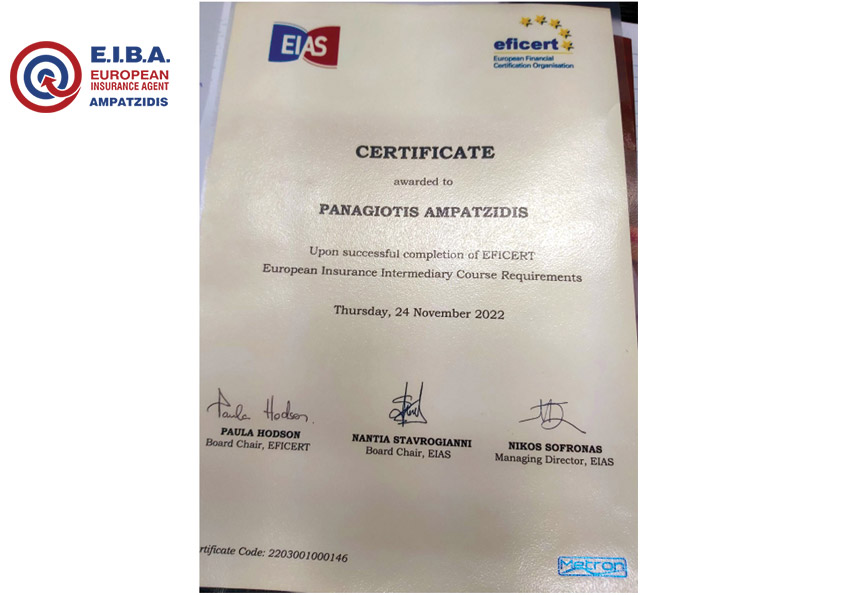 E.I.B.A.
EUROPEAN
INSURANCE AGENT
AMPATZIDIS
EIAS
eficert
European Financial
Certification Organisation
CERTIFICATE
awarded to
PANAGIOTIS AMPATZIDIS
Upon successful completion of EFICERT
European Insurance Intermediary Course Requirements
Thursday, 24 November 2022
Paula Hodson.
PAULA HODSON
Board Chair, EFICERT
NANTIA STAVROGIANNI
Board Chair, EIAS
NIKOS SOFRONAS
Managing Director, EIAS
rtificate Code: 2203001000146
Metron